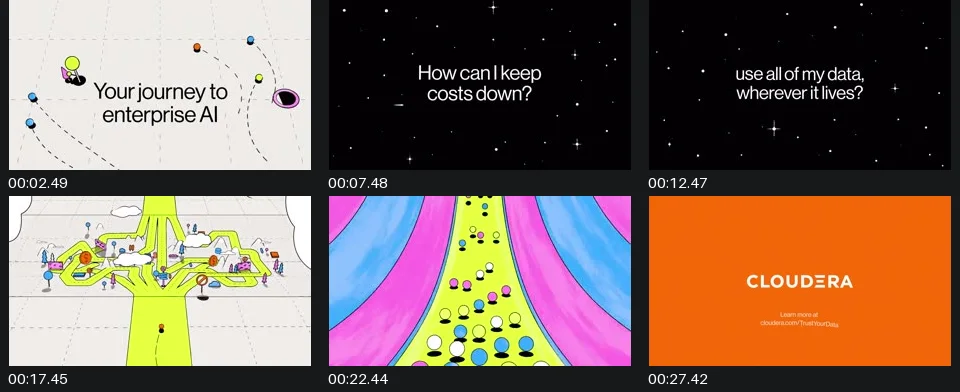 Your journey to
enterprise AI
How can I keep
costs down?
use all of my data,
wherever it lives?
00:02.49
00:07.48
00:12.47
CLOUDERA
Learn more at
cloudera.com/TrustYourData
00:17.45
00:22.44
00:27.42